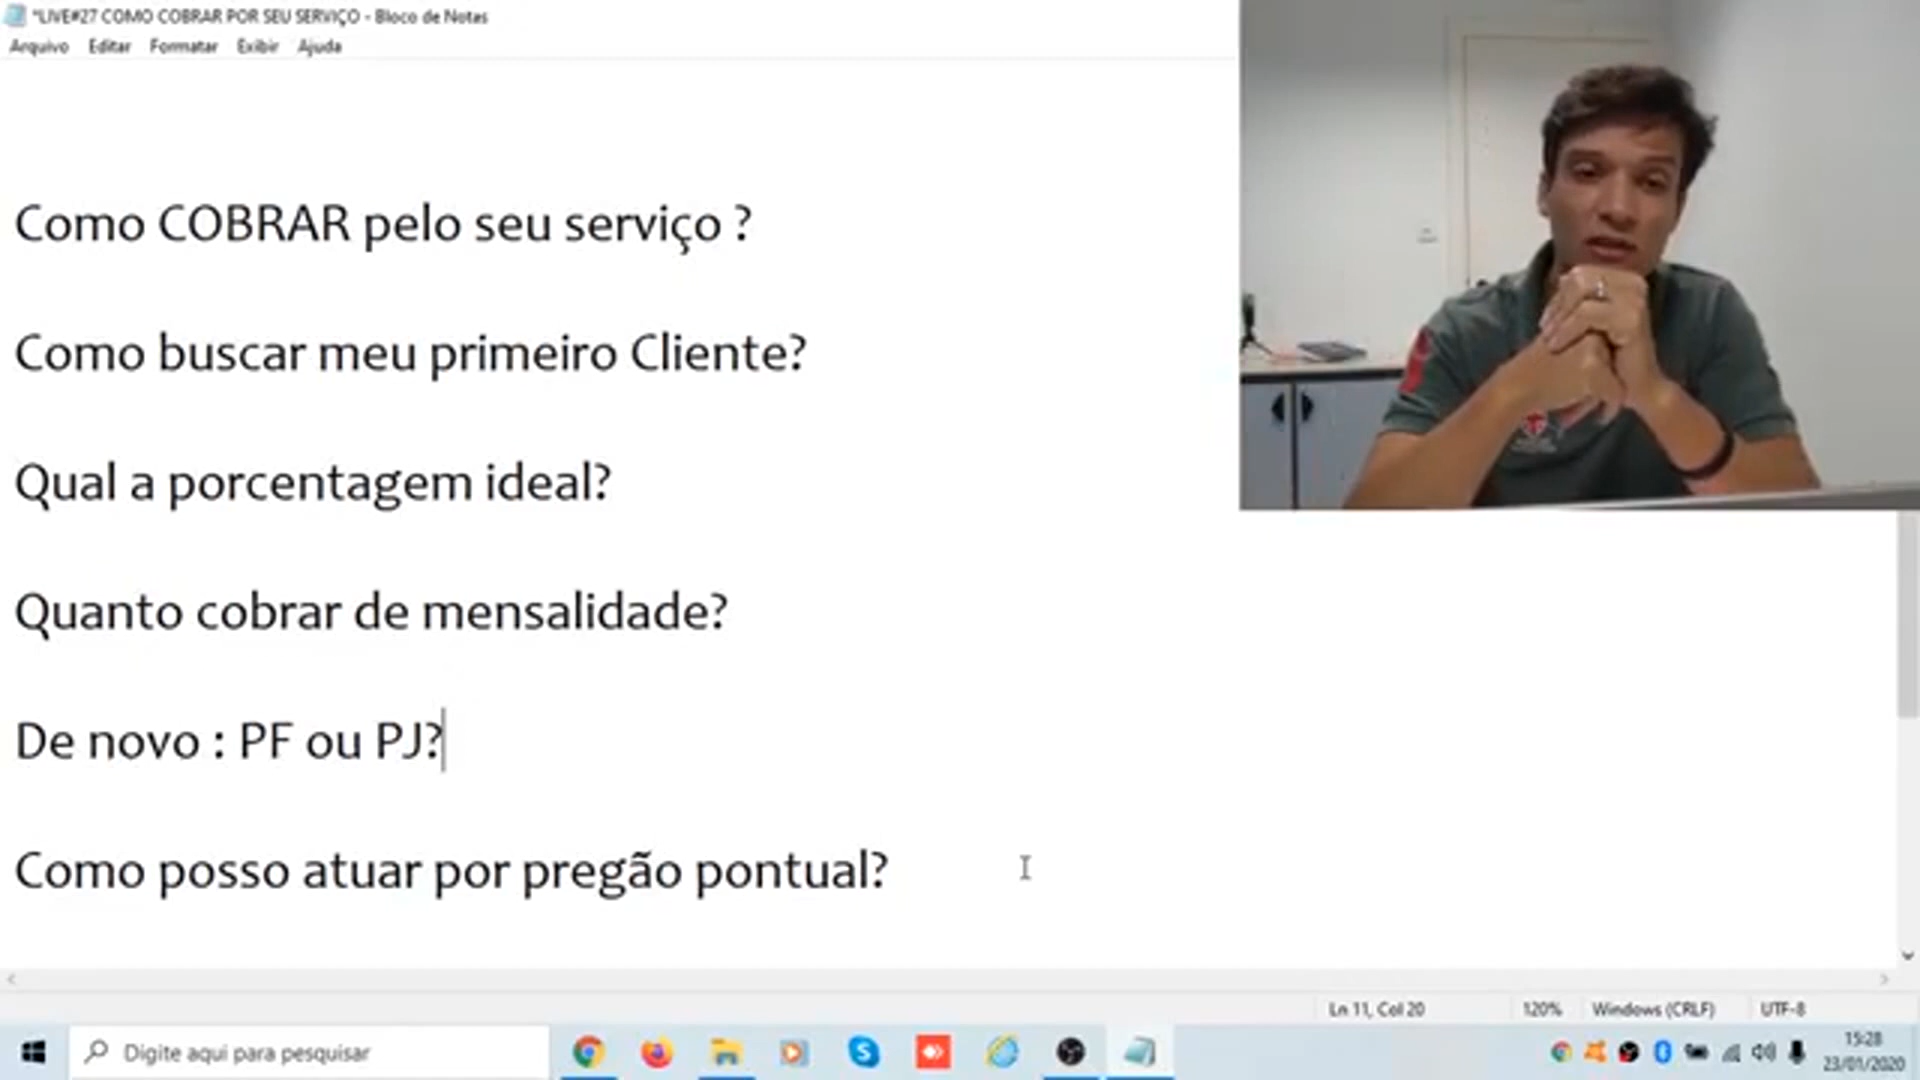 *LIVE#27 COMO COBRAR POR SEU SERVIÇO - Bloco de Notas
Arquivo Editar Formatar Exibir Ajuda
Como COBRAR pelo seu serviço ?
Como buscar meu primeiro Cliente?
Qual a porcentagem ideal?
Quanto cobrar de mensalidade?
De novo : PF ou PJ?
Como posso atuar por pregão pontual?
Ln 11, Col 20 120% Windows (CRLF) UTF-8
Digite aqui para pesquisar
15:28
23/01/2020